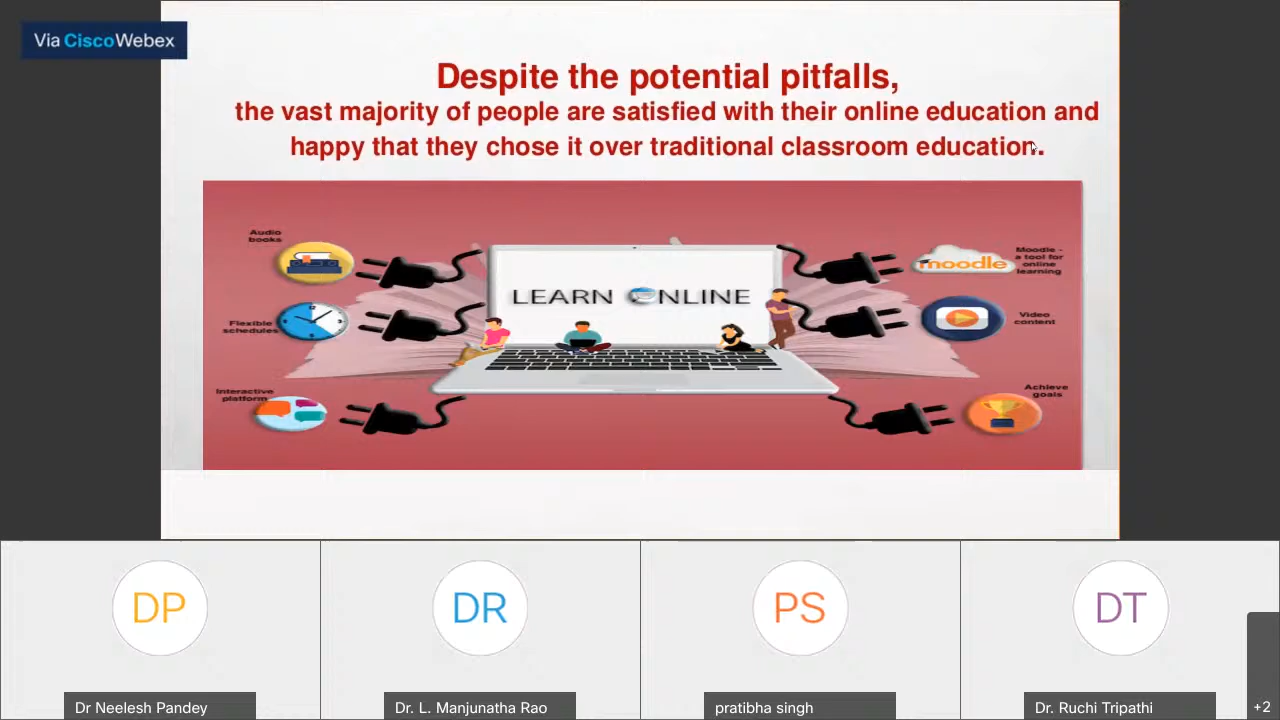 Via CiscoWebex
Despite the potential pitfalls,
the vast majority of people are satisfied with their online education and
happy that they chose it over traditional classroom education.
Audio
books
Flexible
schedules
Interactive
platform
LEARN ONLINE
moodle
Moodle -
a tool for
online
learning
Video
content
Achieve
goals
DP
DR
PS
DT
Dr Neelesh Pandey
Dr. L. Manjunatha Rao
pratibha singh
Dr. Ruchi Tripathi
+2